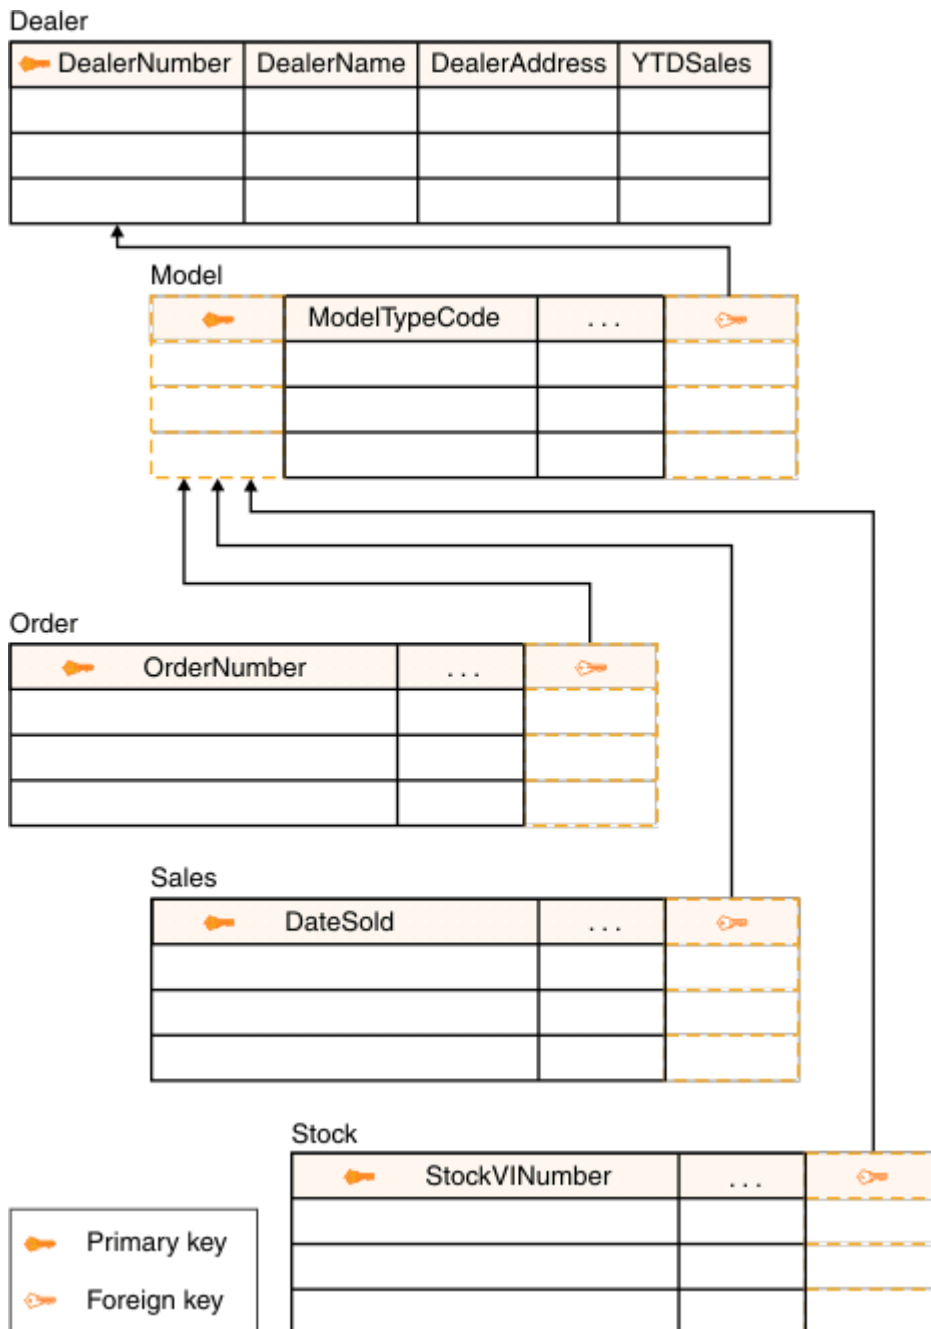 Dealer
DealerNumber DealerName DealerAddress YTDSales
Model
ModelTypeCode . . .
Order
OrderNumber . . .
Sales
DateSold . . .
Stock
StockVINumber . . .
Primary key
Foreign key